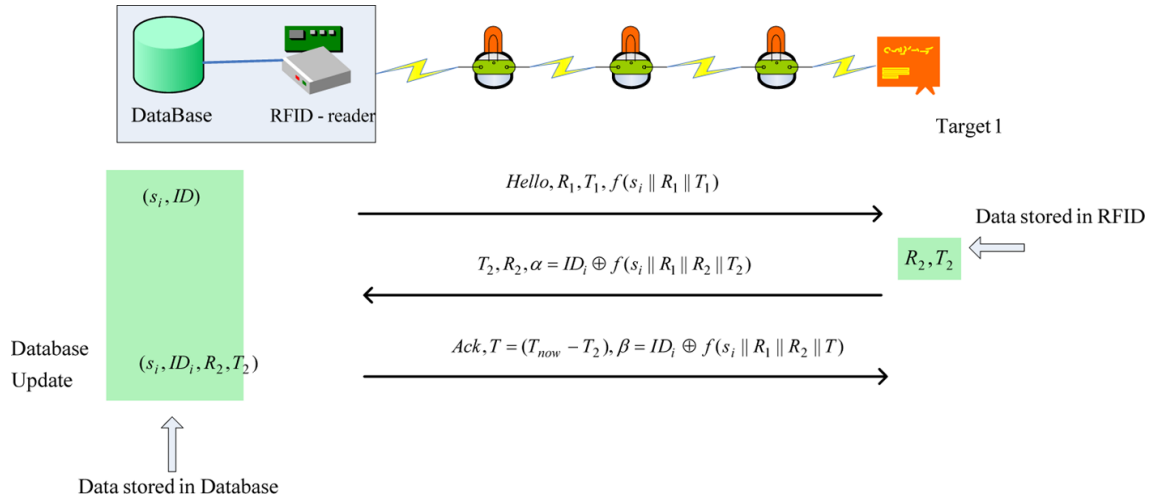 DataBase
RFID - reader
Target 1
(s_i, ID)
Hello, R_1, T_1, f(s_i || R_1 || T_1)
Data stored in RFID
T_2, R_2, α = ID_i ⊕ f(s_i || R_1 || R_2 || T_2)
R_2, T_2
Database
Update
(s_i, ID_i, R_2, T_2)
Ack, T = (T_now − T_2), β = ID_i ⊕ f(s_i || R_1 || R_2 || T)
Data stored in Database